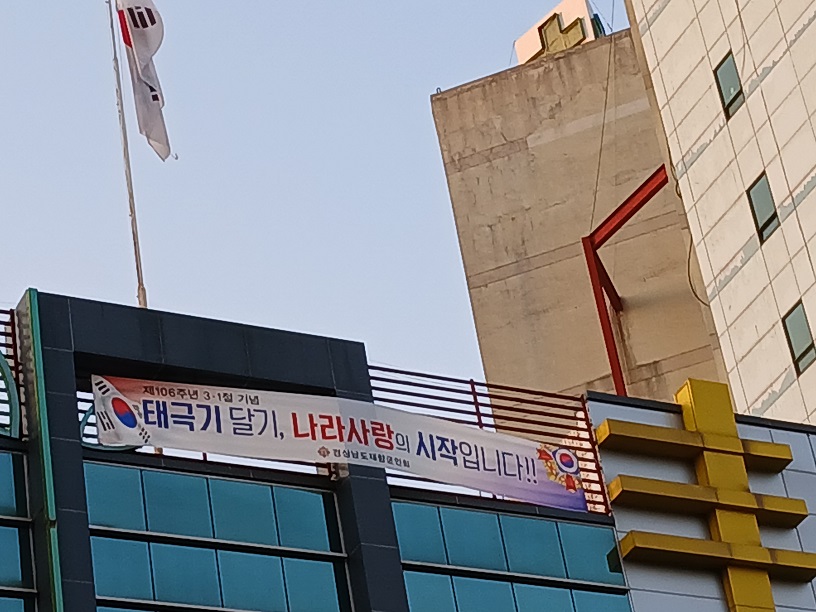 제106주년 3·1절 기념
태극기 달기, 나라사랑의 시작입니다!!
경상남도재향군인회